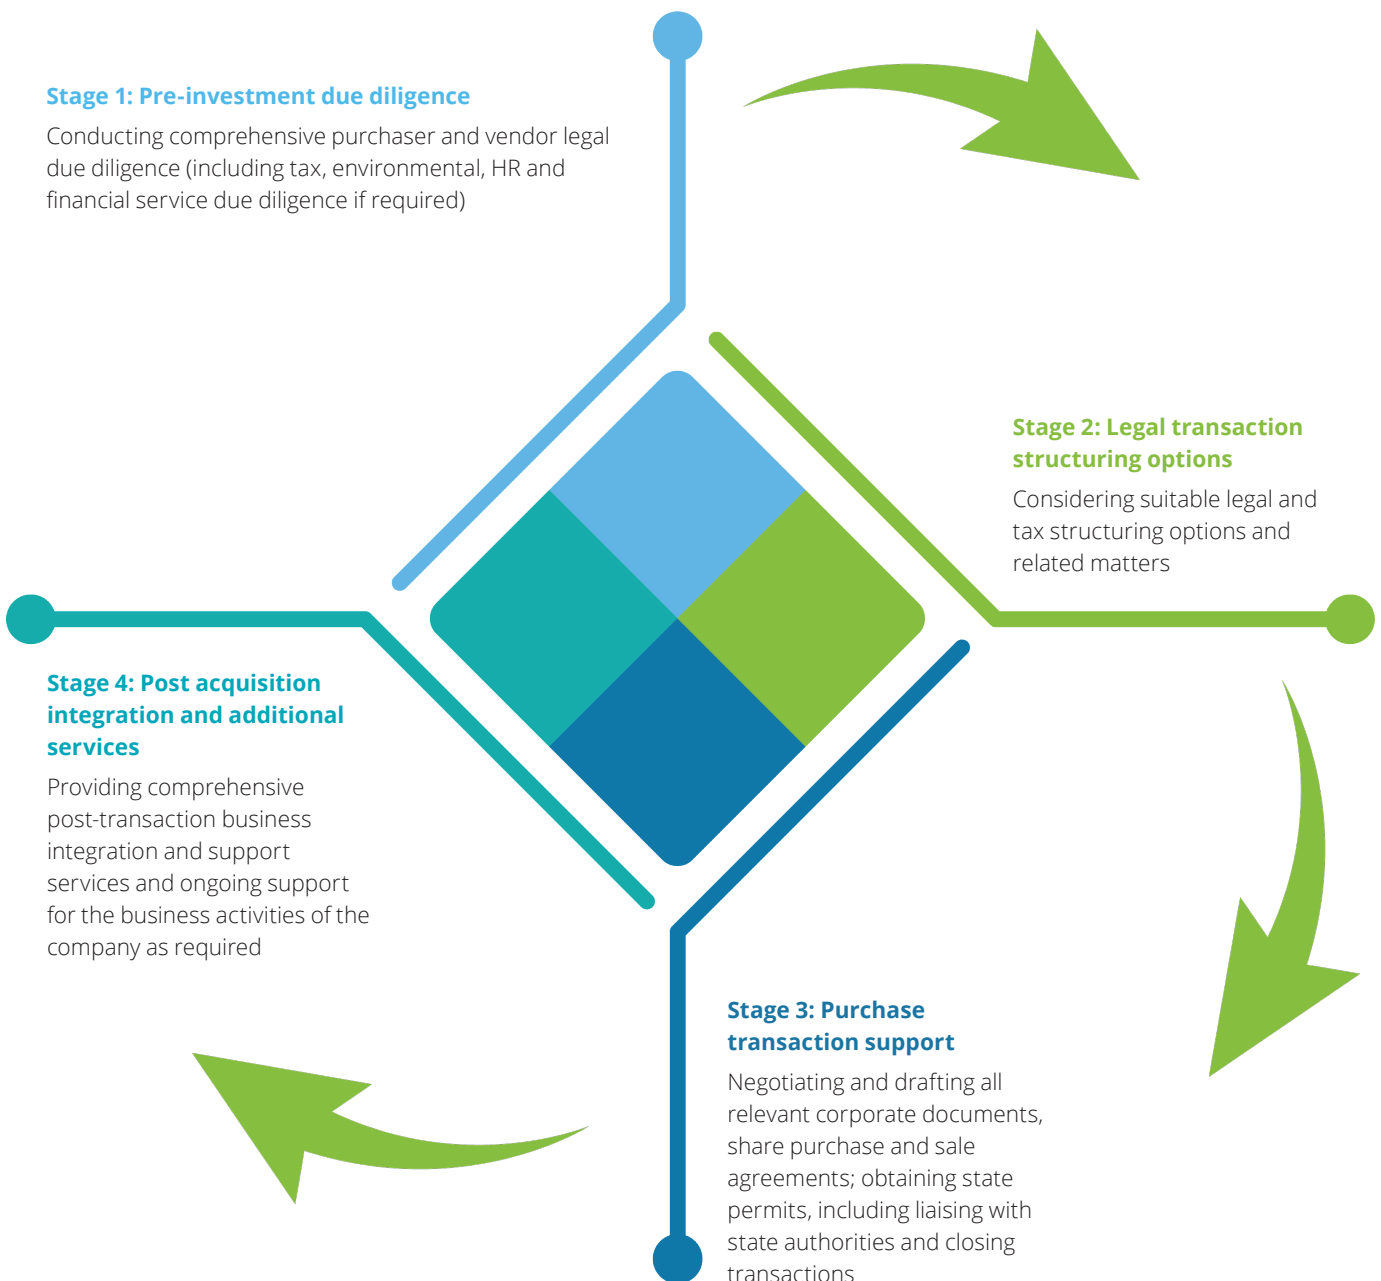 Stage 1: Pre-investment due diligence
Conducting comprehensive purchaser and vendor legal
due diligence (including tax, environmental, HR and
financial service due diligence if required)
Stage 2: Legal transaction
structuring options
Considering suitable legal and
tax structuring options and
related matters
Stage 3: Purchase
transaction support
Negotiating and drafting all
relevant corporate documents,
share purchase and sale
agreements; obtaining state
permits, including liaising with
state authorities and closing
transactions
Stage 4: Post acquisition
integration and additional
services
Providing comprehensive
post-transaction business
integration and support
services and ongoing support
for the business activities of the
company as required